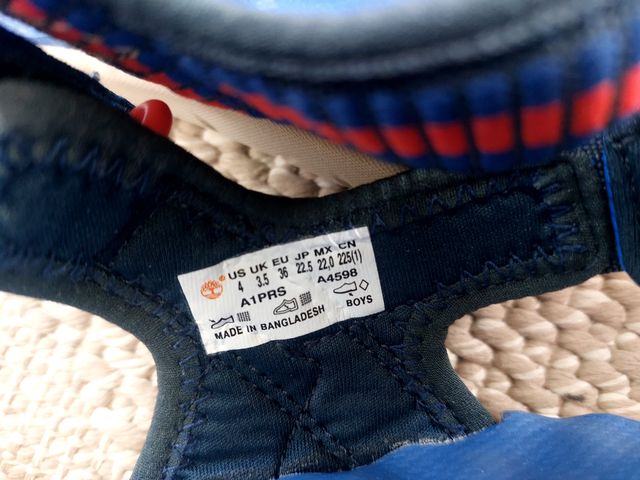 US UK EU JP MX CN
4 3.5 36 22.5 22,0 225(1)
A1PRS A4598
BOYS
MADE IN BANGLADESH